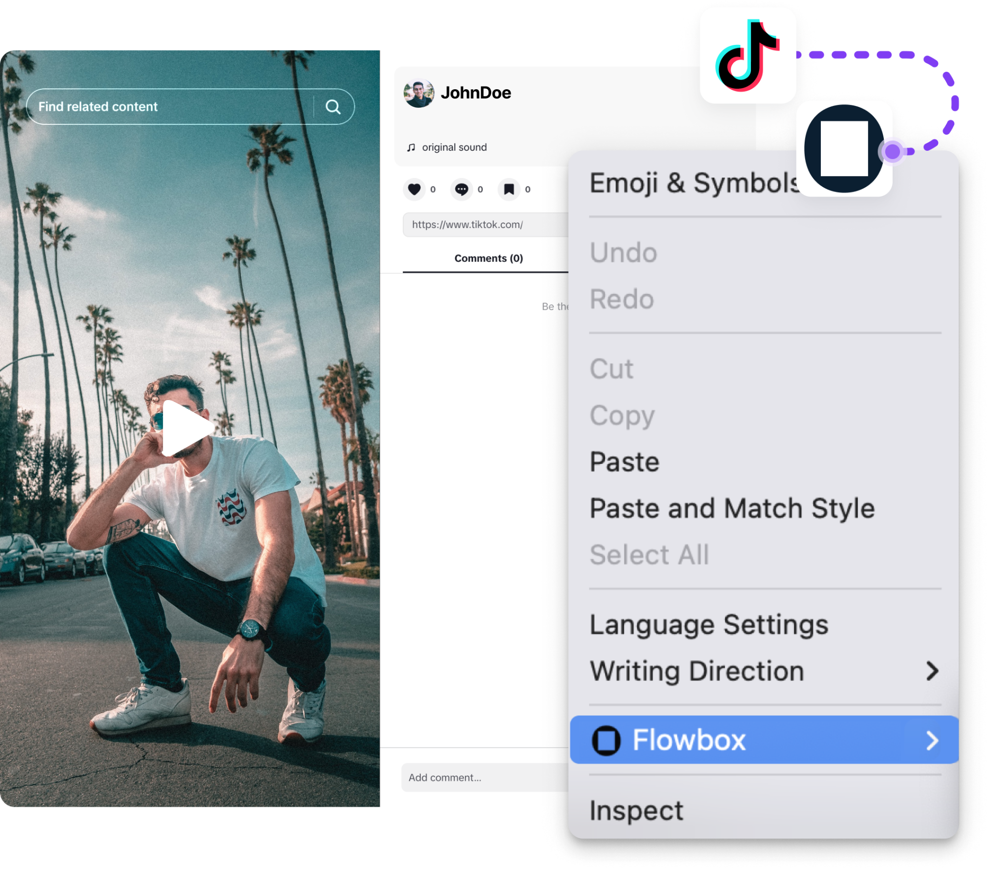 Find related content
JohnDoe
original sound
0
0
0
https://www.tiktok.com/
Comments (0)
Be the
Add comment...
Emoji & Symbols
Undo
Redo
Cut
Copy
Paste
Paste and Match Style
Select All
Language Settings
Writing Direction
Flowbox
Inspect